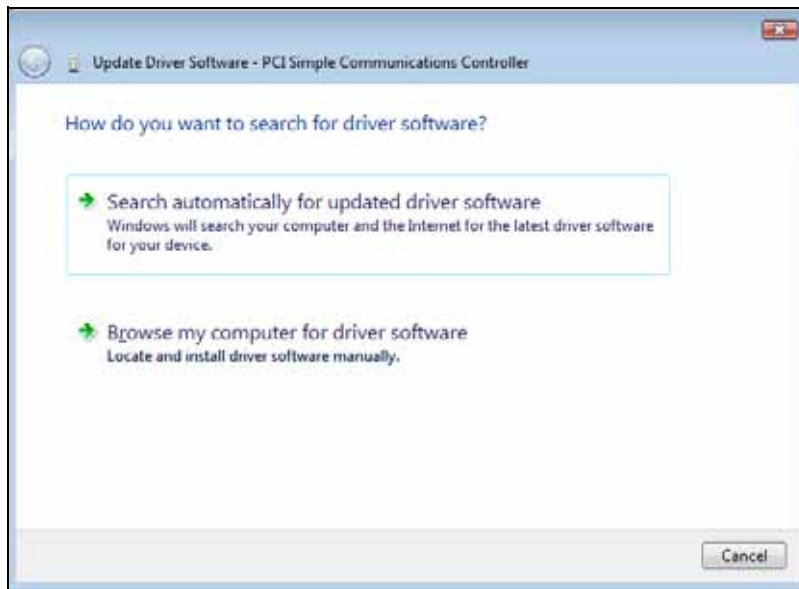 Update Driver Software - PCI Simple Communications Controller
How do you want to search for driver software?
Search automatically for updated driver software
Windows will search your computer and the Internet for the latest driver software
for your device.
Browse my computer for driver software
Locate and install driver software manually.
Cancel